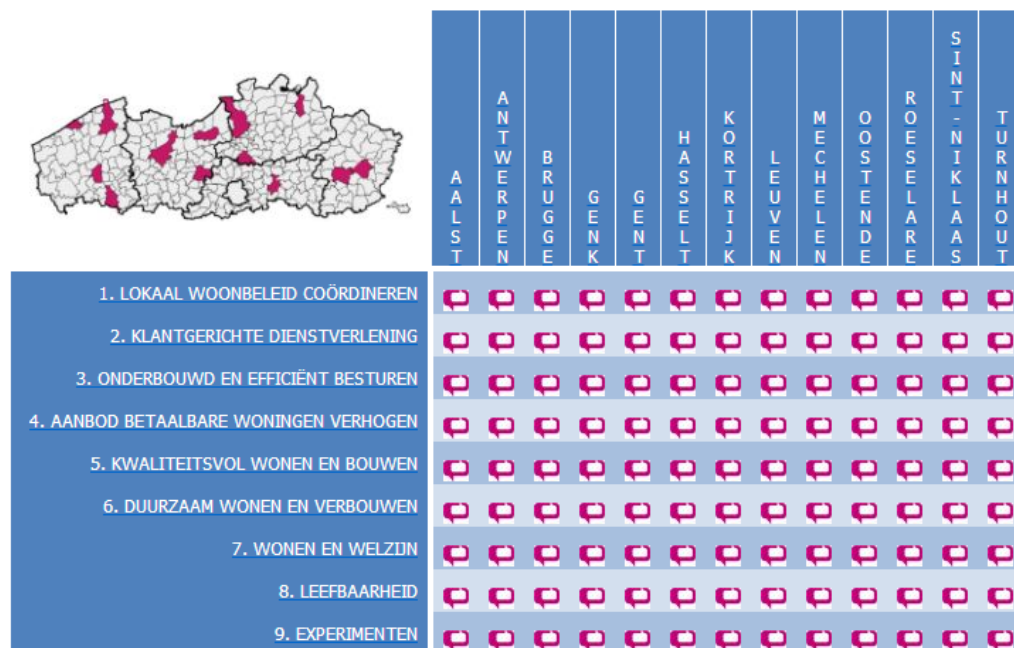 AALST
ANTWERPEN
BRUGGE
GENK
GENT
HASSELT
KORTRIJK
LEUVEN
MECHELEN
OOSTENDE
ROESELARE
SINT-NIKLAAS
TURNHOUT
1. LOKAAL WOONBELEID COÖRDINEREN
2. KLANTGERICHTE DIENSTVERLENING
3. ONDERBOUWD EN EFFICIËNT BESTUREN
4. AANBOD BETAALBARE WONINGEN VERHOGEN
5. KWALITEITSVOL WONEN EN BOUWEN
6. DUURZAAM WONEN EN VERBOUWEN
7. WONEN EN WELZIJN
8. LEEFBAARHEID
9. EXPERIMENTEN